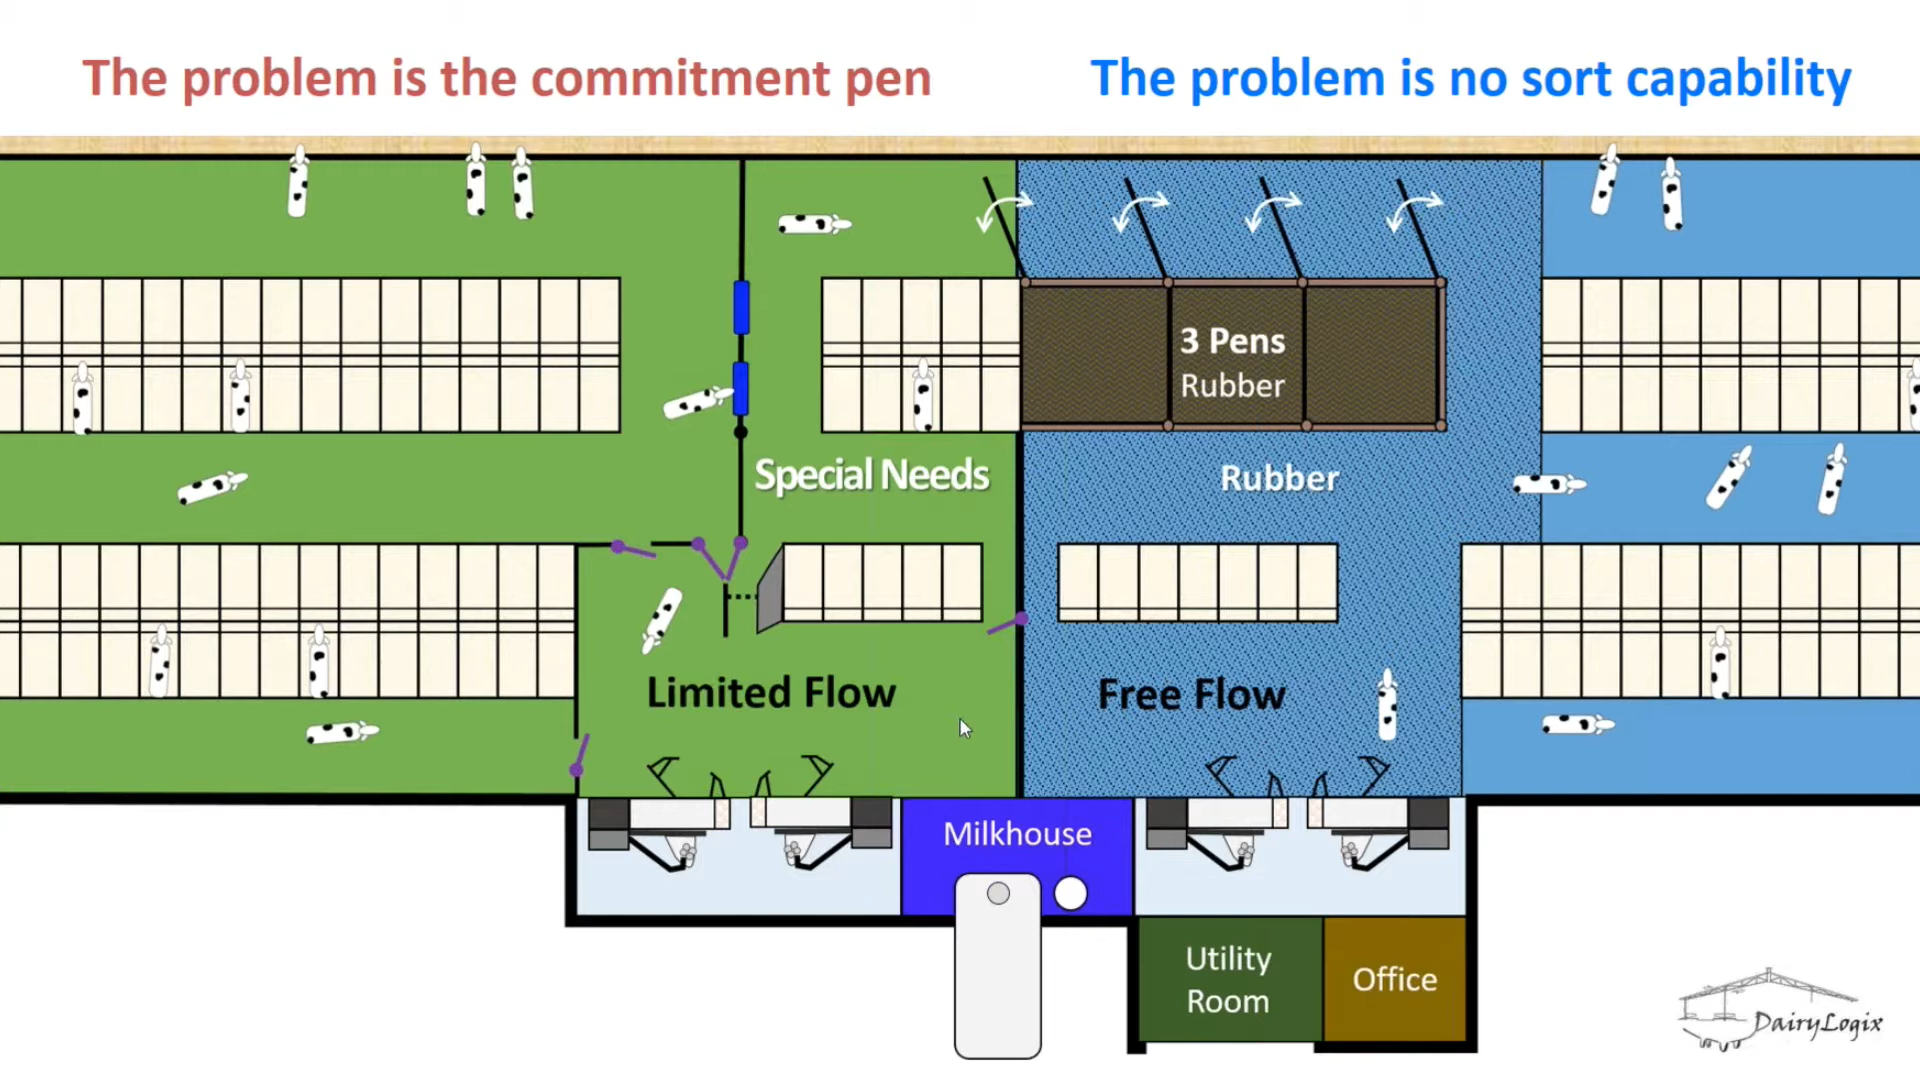 The problem is the commitment pen
The problem is no sort capability
3 Pens
Rubber
Special Needs
Rubber
Limited Flow
Free Flow
Milkhouse
Utility
Room
Office
DairyLogix